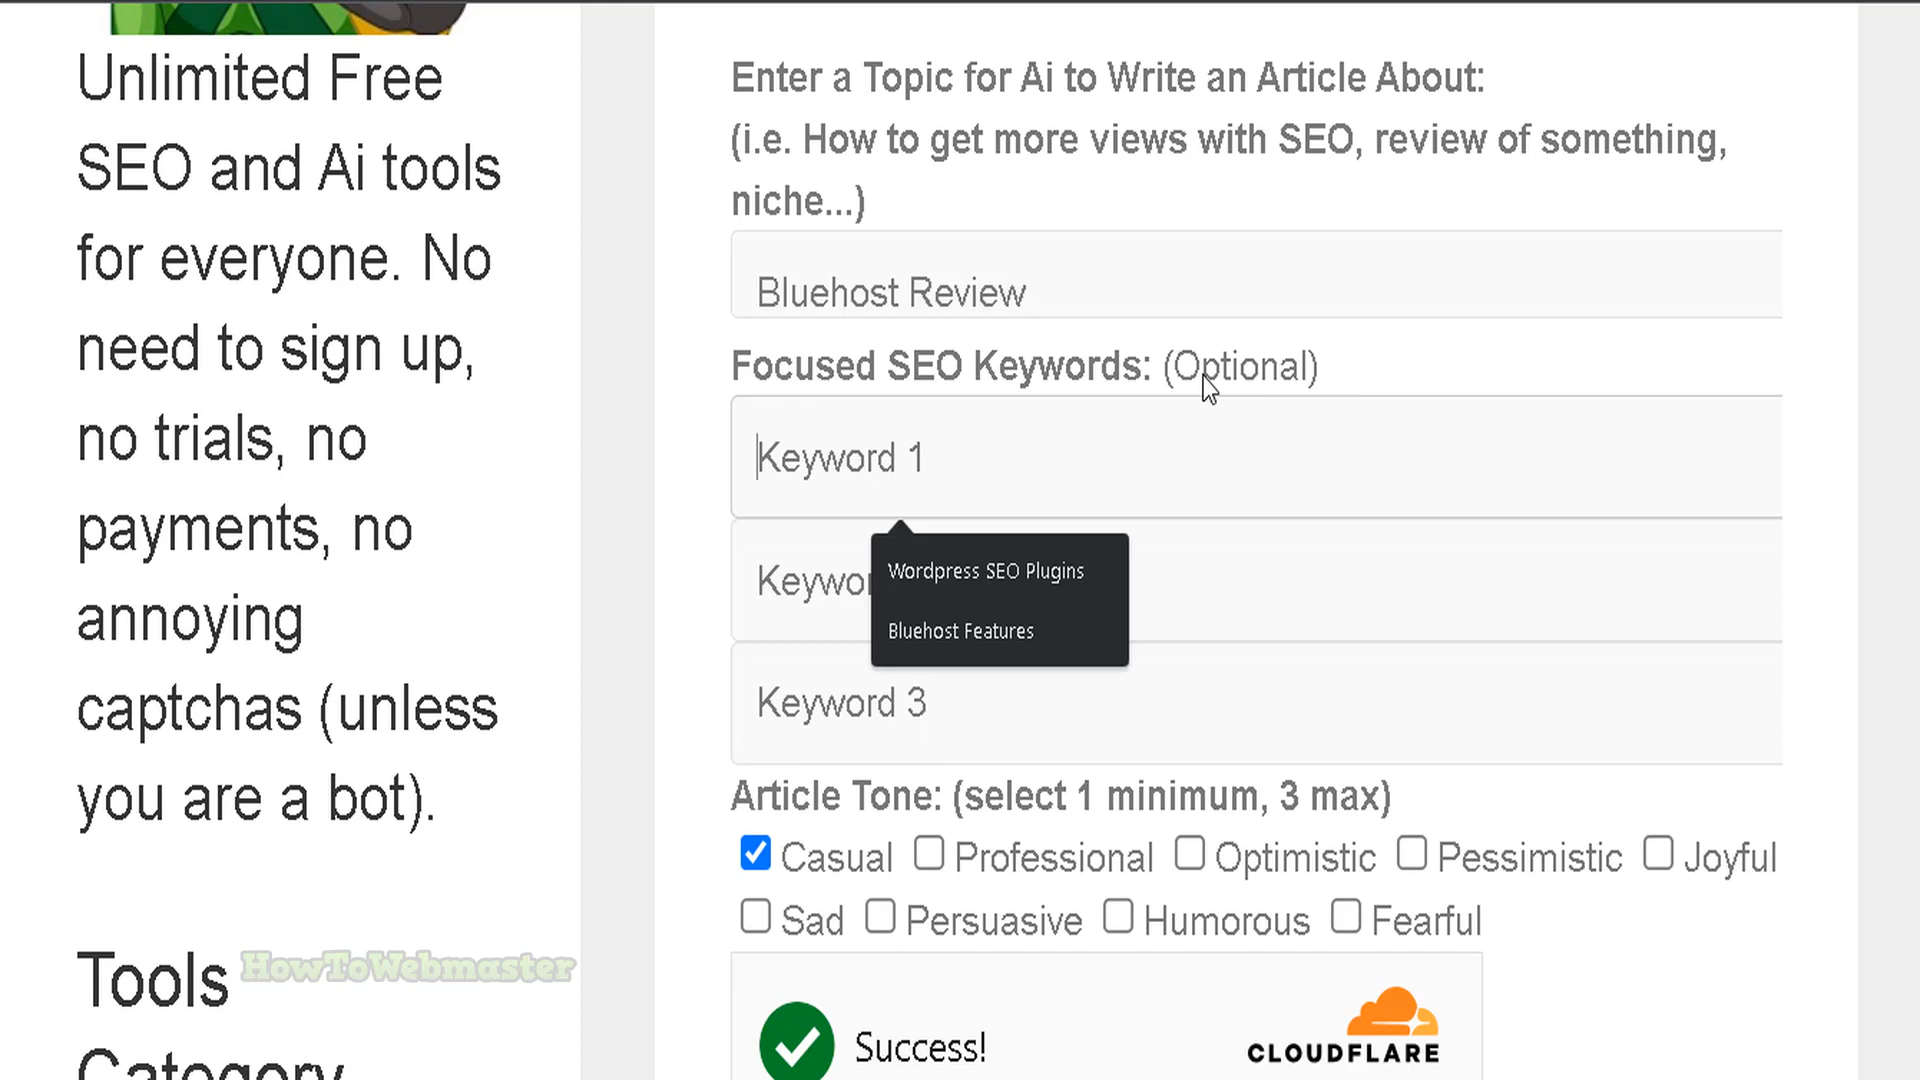 Unlimited Free
SEO and Ai tools
for everyone. No
need to sign up,
no trials, no
payments, no
annoying
captchas (unless
you are a bot).
Tools
Category
HowToWebmaster
Enter a Topic for Ai to Write an Article About:
(i.e. How to get more views with SEO, review of something,
niche...)
Bluehost Review
Focused SEO Keywords: (Optional)
Keyword 1
Keywor
Wordpress SEO Plugins
Bluehost Features
Keyword 3
Article Tone: (select 1 minimum, 3 max)
Casual Professional Optimistic Pessimistic Joyful
Sad Persuasive Humorous Fearful
Success!
CLOUDFLARE